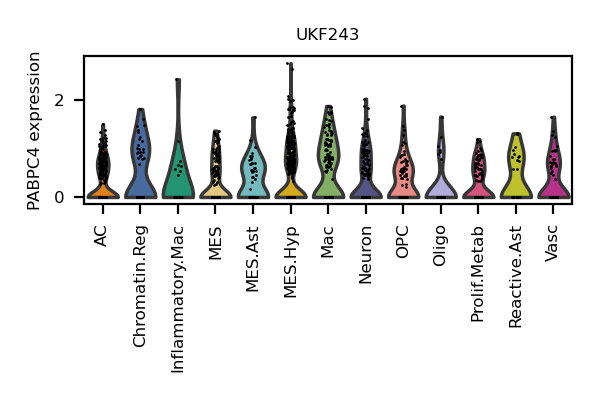 UKF243
PABPC4 expression
2
0
AC
Chromatin.Reg
Inflammatory.Mac
MES
MES.Ast
MES.Hyp
Mac
Neuron
OPC
Oligo
Prolif.Metab
Reactive.Ast
Vasc